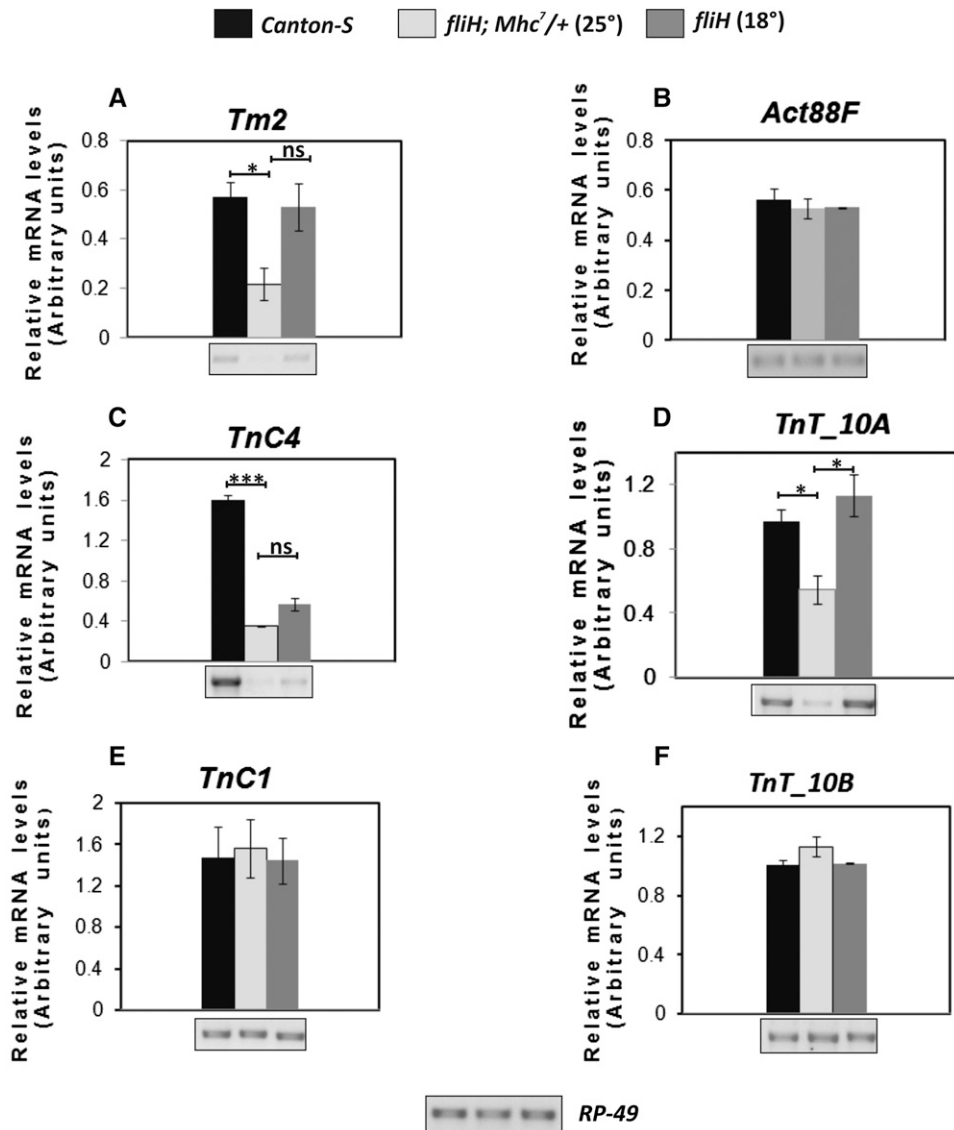 Canton-S fliH; Mhc⁷/+ (25°) fliH (18°)
A
Tm2
Relative mRNA levels
(Arbitrary units)
0.8
0.6
0.4
0.2
0
*
ns
B
Act88F
Relative mRNA levels
(Arbitrary units)
0.8
0.6
0.4
0.2
0
C
TnC4
Relative mRNA levels
(Arbitrary units)
2
1.6
1.2
0.8
0.4
0
***
ns
D
TnT_10A
Relative mRNA levels
(Arbitrary units)
1.2
0.8
0.4
0
*
*
E
TnC1
Relative mRNA levels
(Arbitrary units)
2
1.6
1.2
0.8
0.4
0
F
TnT_10B
Relative mRNA levels
(Arbitrary units)
1.2
0.8
0.4
0
RP-49